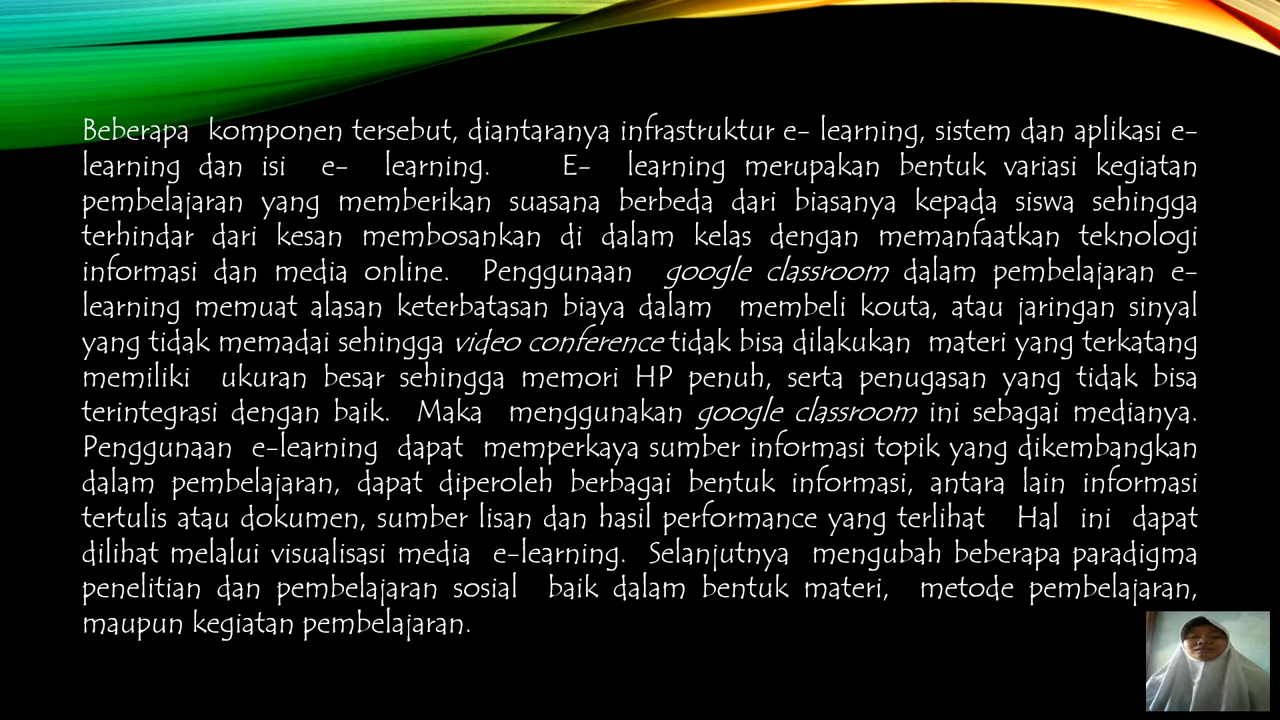 Beberapa komponen tersebut, diantaranya infrastruktur e- learning, sistem dan aplikasi e-
learning dan isi e- learning. E- learning merupakan bentuk variasi kegiatan
pembelajaran yang memberikan suasana berbeda dari biasanya kepada siswa sehingga
terhindar dari kesan membosankan di dalam kelas dengan memanfaatkan teknologi
informasi dan media online. Penggunaan google classroom dalam pembelajaran e-
learning memuat alasan keterbatasan biaya dalam membeli kouta, atau jaringan sinyal
yang tidak memadai sehingga video conference tidak bisa dilakukan materi yang terkatang
memiliki ukuran besar sehingga memori HP penuh, serta penugasan yang tidak bisa
terintegrasi dengan baik. Maka menggunakan google classroom ini sebagai medianya.
Penggunaan e-learning dapat memperkaya sumber informasi topik yang dikembangkan
dalam pembelajaran, dapat diperoleh berbagai bentuk informasi, antara lain informasi
tertulis atau dokumen, sumber lisan dan hasil performance yang terlihat Hal ini dapat
dilihat melalui visualisasi media e-learning. Selanjutnya mengubah beberapa paradigma
penelitian dan pembelajaran sosial baik dalam bentuk materi, metode pembelajaran,
maupun kegiatan pembelajaran.